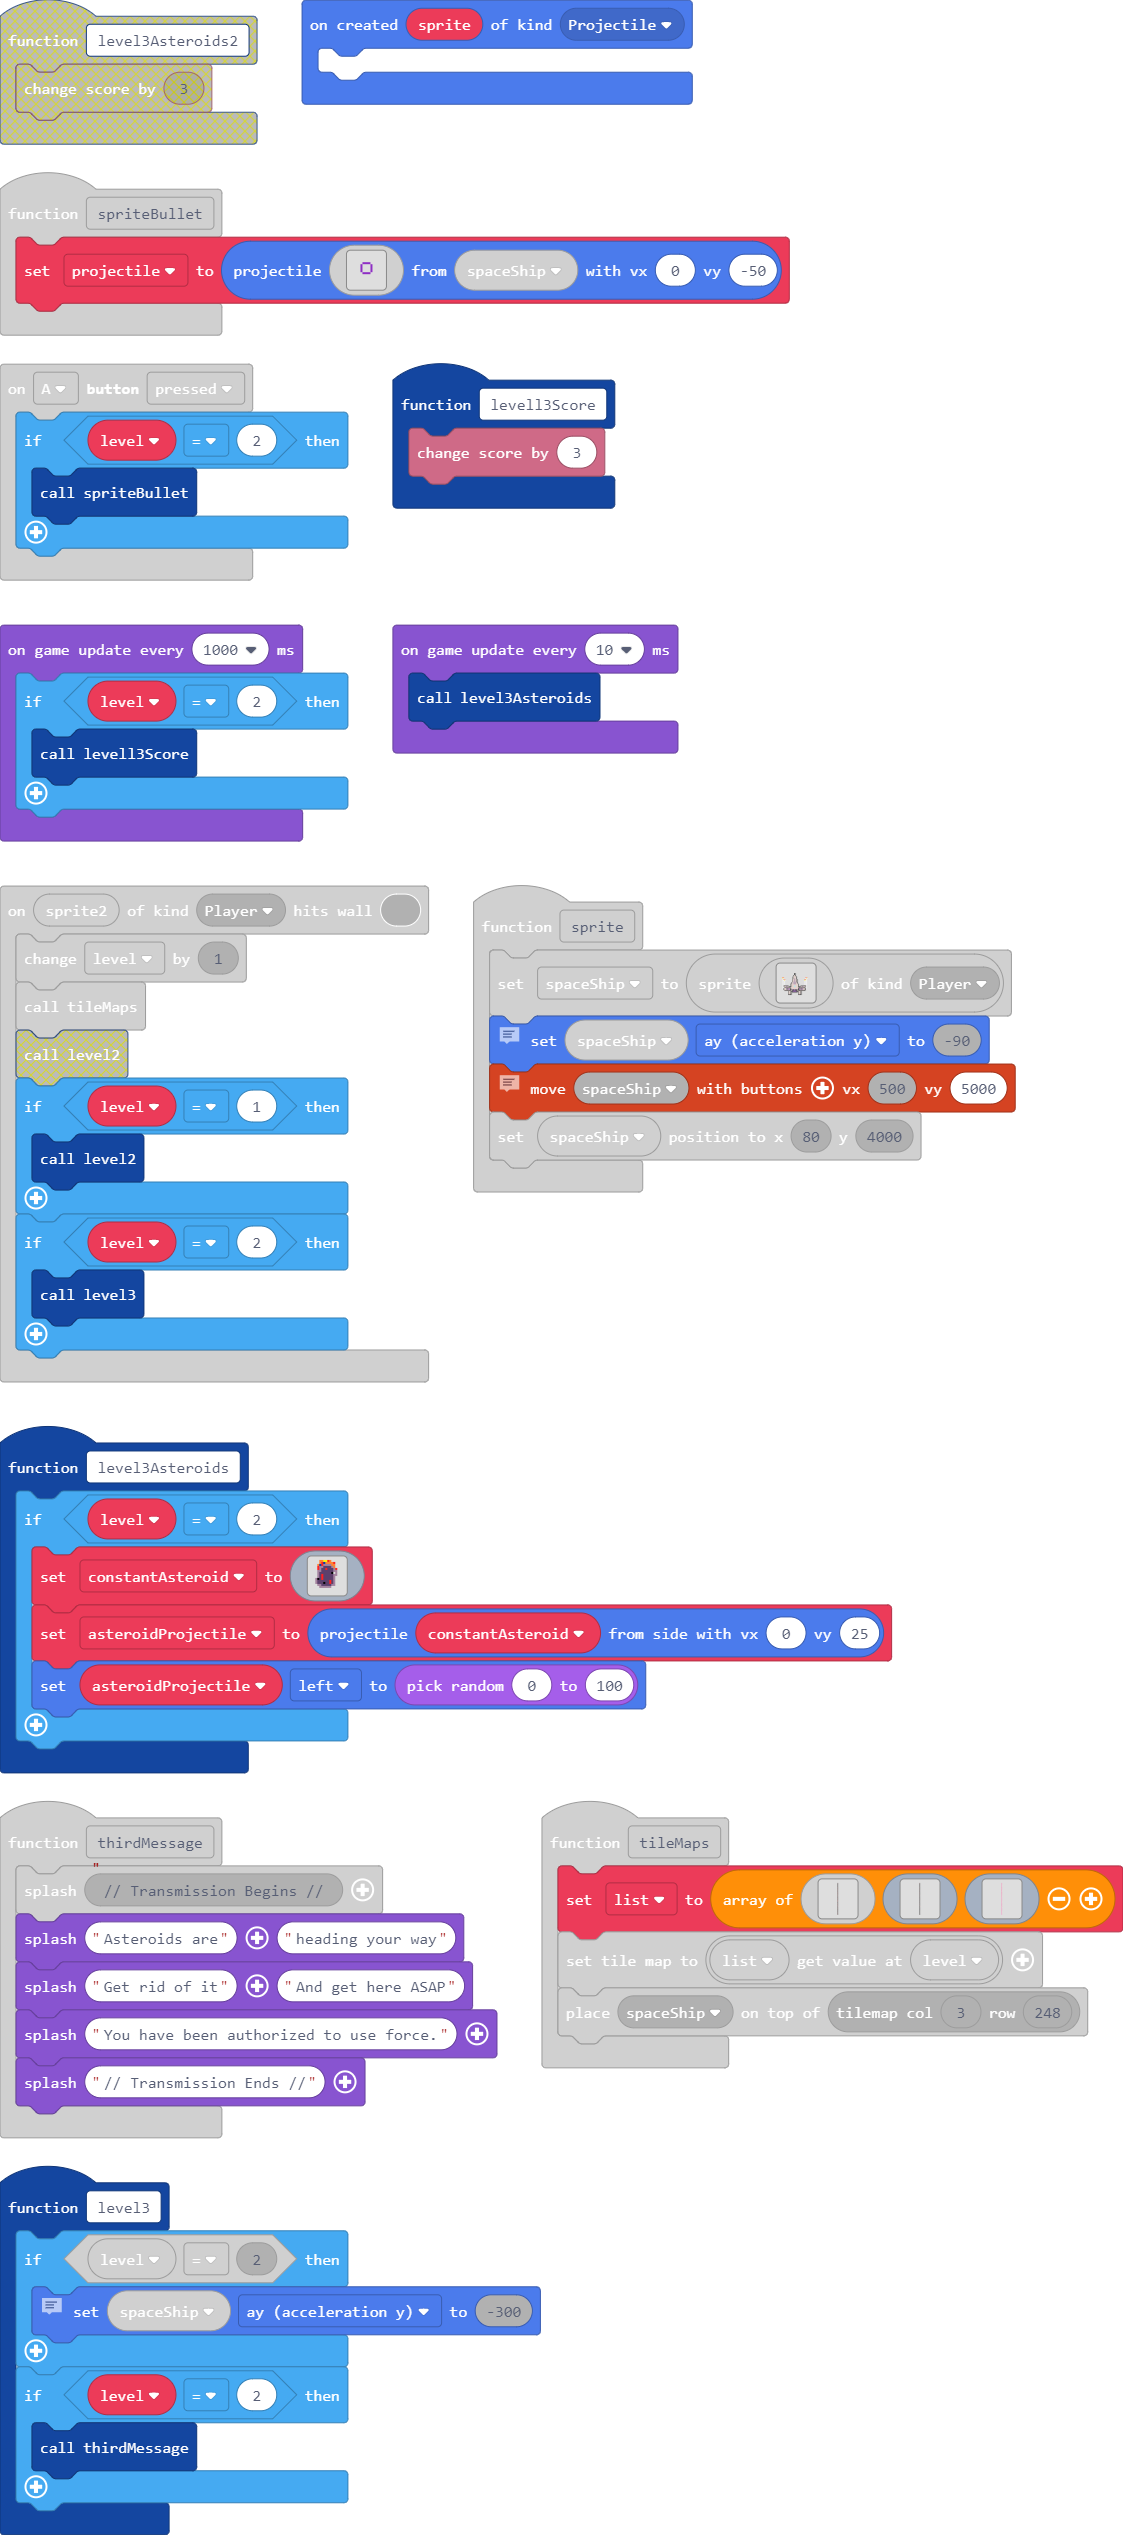 function level3Asteroids2
change score by 3
on created sprite of kind Projectile
function spriteBullet
set projectile to projectile from spaceShip with vx 0 vy -50
on A button pressed
if level = 2 then
call spriteBullet
function levell3Score
change score by 3
on game update every 1000 ms
if level = 2 then
call levell3Score
on game update every 10 ms
call level3Asteroids
on sprite2 of kind Player hits wall
change level by 1
call tileMaps
call level2
if level = 1 then
call level2
if level = 2 then
call level3
function sprite
set spaceShip to sprite of kind Player
set spaceShip ay (acceleration y) to -90
move spaceShip with buttons vx 500 vy 5000
set spaceShip position to x 80 y 4000
function level3Asteroids
if level = 2 then
set constantAsteroid to
set asteroidProjectile to projectile constantAsteroid from side with vx 0 vy 25
set asteroidProjectile left to pick random 0 to 100
function thirdMessage
splash " // Transmission Begins //
splash "Asteroids are" "heading your way"
splash "Get rid of it" "And get here ASAP"
splash "You have been authorized to use force."
splash "// Transmission Ends //"
function tileMaps
set list to array of
set tile map to list get value at level
place spaceShip on top of tilemap col 3 row 248
function level3
if level = 2 then
set spaceShip ay (acceleration y) to -300
if level = 2 then
call thirdMessage